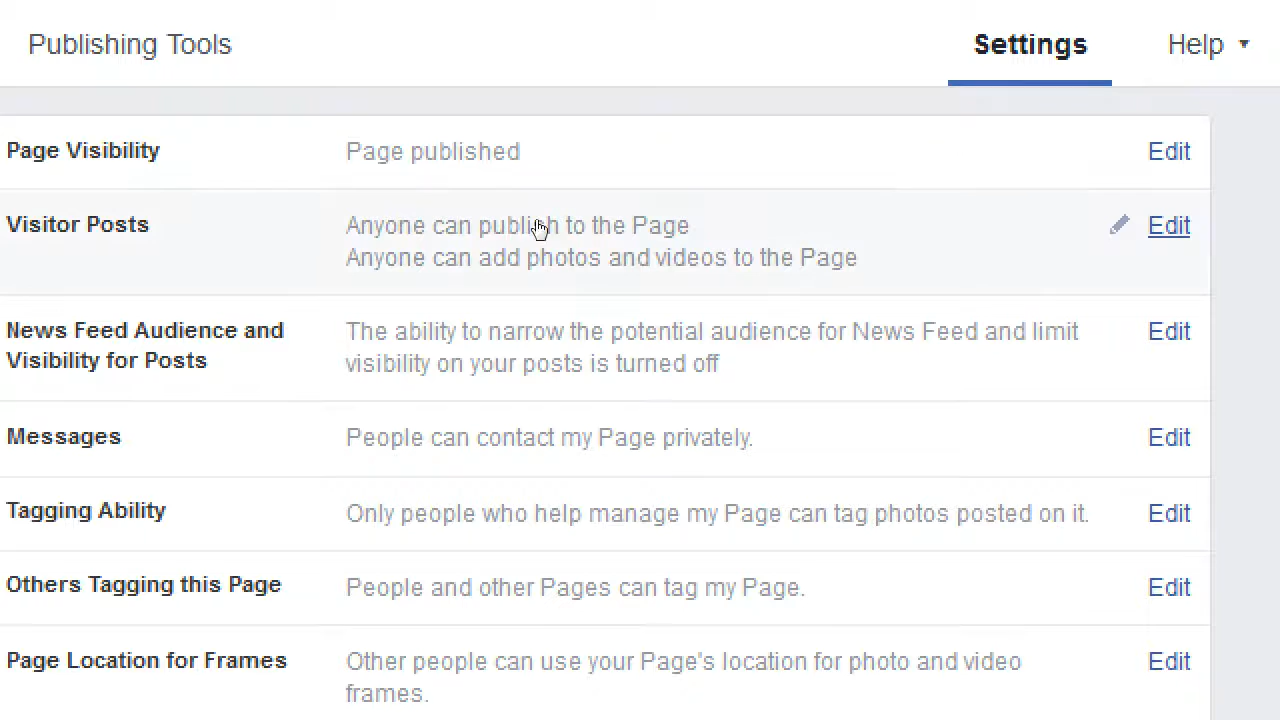 Publishing Tools
Settings
Help
Page Visibility
Page published
Edit
Visitor Posts
Anyone can publish to the Page
Anyone can add photos and videos to the Page
Edit
News Feed Audience and
Visibility for Posts
The ability to narrow the potential audience for News Feed and limit
visibility on your posts is turned off
Edit
Messages
People can contact my Page privately.
Edit
Tagging Ability
Only people who help manage my Page can tag photos posted on it.
Edit
Others Tagging this Page
People and other Pages can tag my Page.
Edit
Page Location for Frames
Other people can use your Page's location for photo and video
frames.
Edit